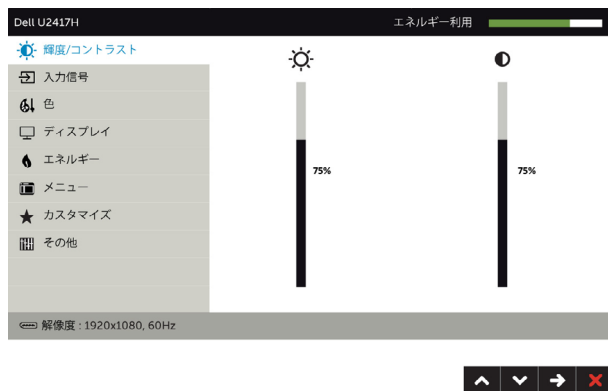 Dell U2417H
エネルギー利用
輝度/コントラスト
入力信号
色
ディスプレイ
エネルギー
メニュー
カスタマイズ
その他
75%
75%
解像度 : 1920x1080, 60Hz